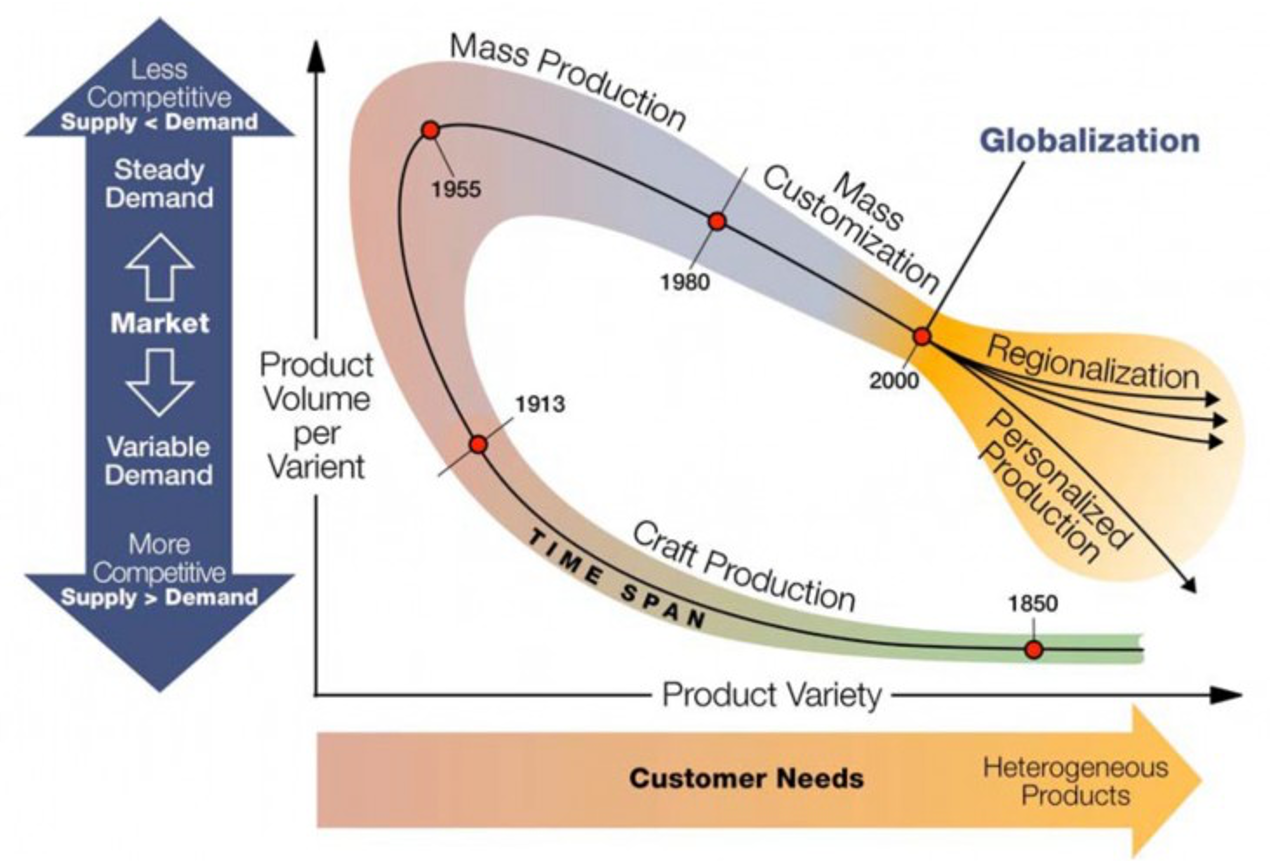 Less
Competitive
Supply < Demand
Steady
Demand
Market
Variable
Demand
More
Competitive
Supply > Demand
Product
Volume
per
Varient
Mass Production
1955
1980
Mass
Customization
Globalization
2000
Regionalization
Personalized
Production
1913
Craft Production
TIME SPAN
1850
Product Variety
Customer Needs
Heterogeneous
Products